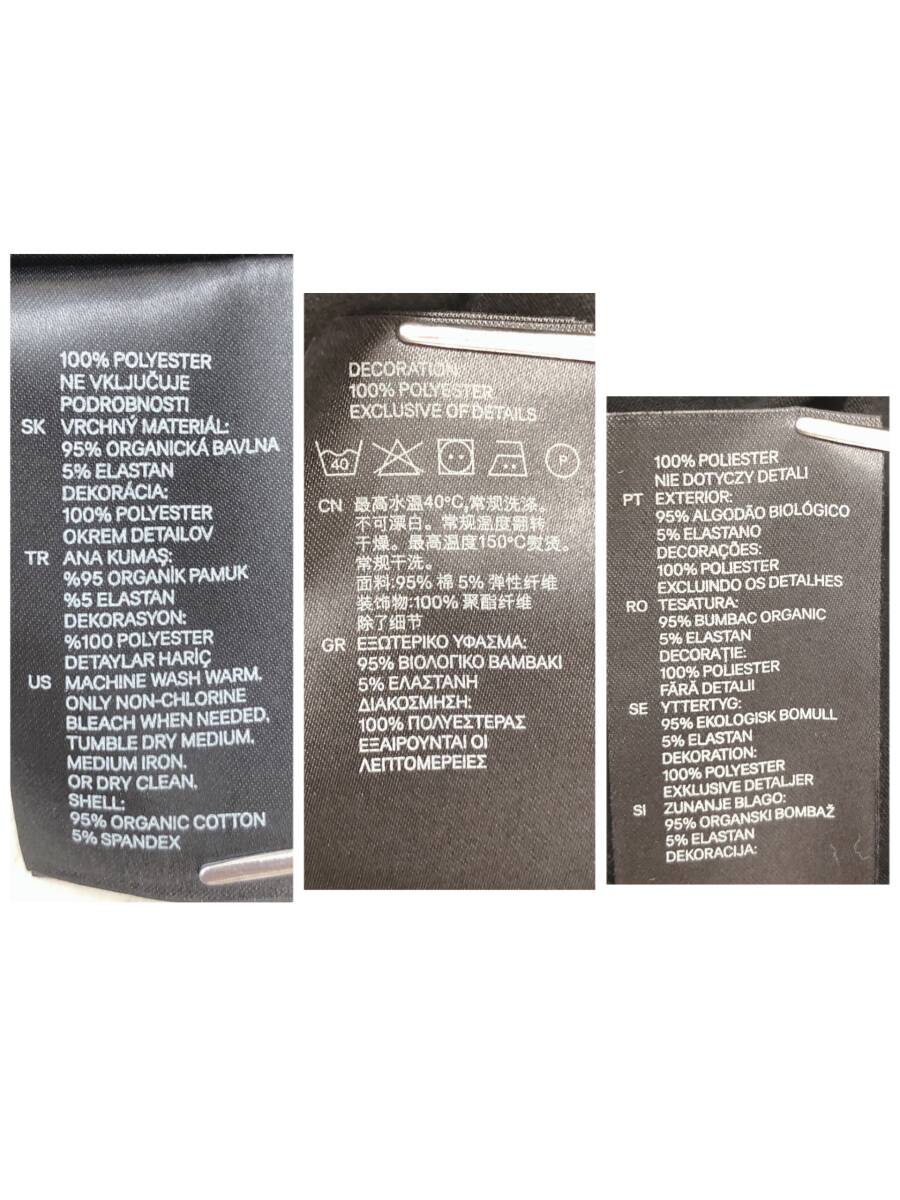 100% POLYESTER
NE VKLJUČUJE
PODROBNOSTI
SK VRCHNÝ MATERIÁL:
95% ORGANICKÁ BAVLNA
5% ELASTAN
DEKORÁCIA:
100% POLYESTER
OKREM DETAILOV
TR ANA KUMAŞ:
%95 ORGANİK PAMUK
%5 ELASTAN
DEKORASYON:
%100 POLYESTER
DETAYLAR HARİÇ
US MACHINE WASH WARM.
ONLY NON-CHLORINE
BLEACH WHEN NEEDED.
TUMBLE DRY MEDIUM.
MEDIUM IRON.
OR DRY CLEAN.
SHELL:
95% ORGANIC COTTON
5% SPANDEX
DECORATION
100% POLYESTER
EXCLUSIVE OF DETAILS
40 P
CN 最高水温40°C,常规洗涤。
不可漂白。常规温度翻转
干燥。最高温度150°C熨烫。
常规干洗。
面料:95% 棉 5% 弹性纤维
装饰物:100% 聚酯纤维
除了细节
GR ΕΞΩΤΕΡΙΚΟ ΥΦΑΣΜΑ:
95% ΒΙΟΛΟΓΙΚΟ ΒΑΜΒΑΚΙ
5% ΕΛΑΣΤΑΝΗ
ΔΙΑΚΟΣΜΗΣΗ:
100% ΠΟΛΥΕΣΤΕΡΑΣ
ΕΞΑΙΡΟΥΝΤΑΙ ΟΙ
ΛΕΠΤΟΜΕΡΕΙΕΣ
100% POLIESTER
NIE DOTYCZY DETALI
PT EXTERIOR:
95% ALGODÃO BIOLÓGICO
5% ELASTANO
DECORAÇÕES:
100% POLIESTER
EXCLUINDO OS DETALHES
RO TESATURA:
95% BUMBAC ORGANIC
5% ELASTAN
DECORAŢIE:
100% POLIESTER
FĂRĂ DETALII
SE YTTERTYG:
95% EKOLOGISK BOMULL
5% ELASTAN
DEKORATION:
100% POLYESTER
EXKLUSIVE DETALJER
SI ZUNANJE BLAGO:
95% ORGANSKI BOMBAŽ
5% ELASTAN
DEKORACIJA: